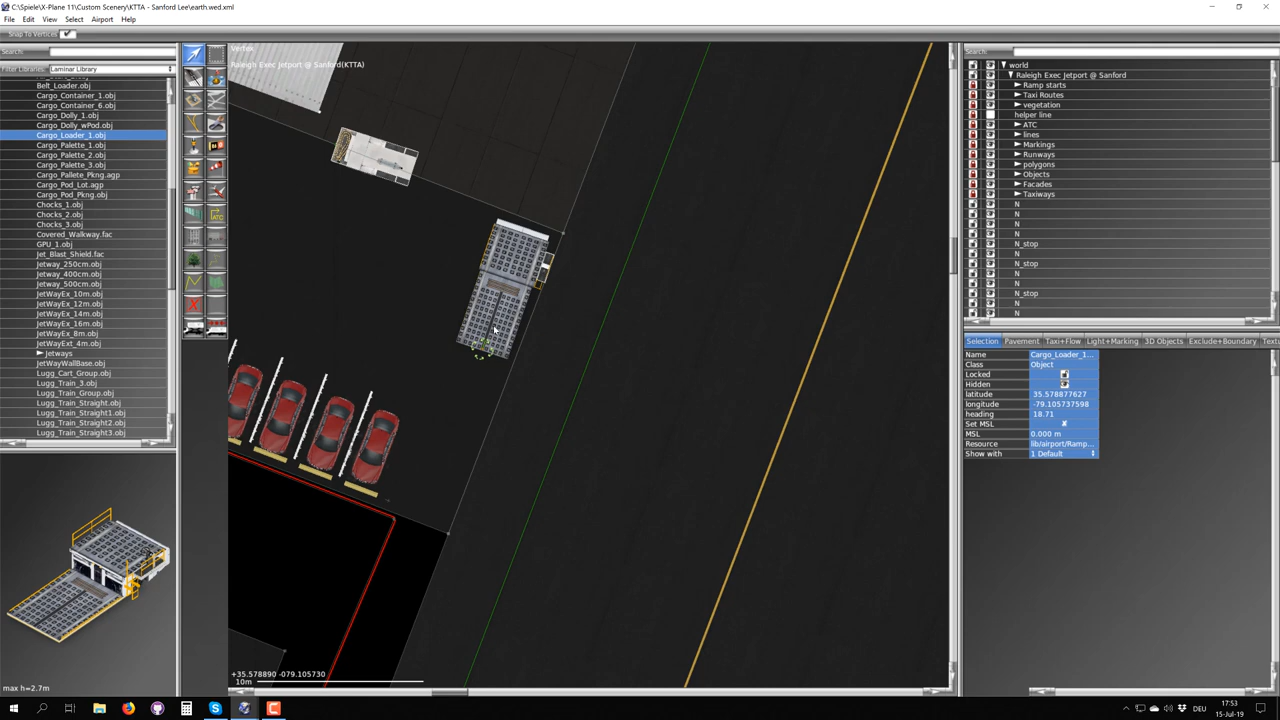 C:\Spiele\X-Plane 11\Custom Scenery\KTTA - Sanford Lee\earth.wed.xml
File Edit View Select Airport Help
Snap To Vertices
Search:
Filter Libraries:
Laminar Library
Belt_Loader.obj
Cargo_Container_1.obj
Cargo_Container_6.obj
Cargo_Dolly_1.obj
Cargo_Dolly_wPod.obj
Cargo_Loader_1.obj
Cargo_Palette_1.obj
Cargo_Palette_2.obj
Cargo_Palette_3.obj
Cargo_Pallete_Pkng.agp
Cargo_Pod_Lot.agp
Cargo_Pod_Pkng.obj
Chocks_1.obj
Chocks_2.obj
Chocks_3.obj
Covered_Walkway.fac
GPU_1.obj
Jet_Blast_Shield.fac
Jetway_250cm.obj
Jetway_400cm.obj
Jetway_500cm.obj
JetWayEx_10m.obj
JetWayEx_12m.obj
JetWayEx_14m.obj
JetWayEx_16m.obj
JetWayEx_8m.obj
JetWayExt_4m.obj
Jetways
JetWayWallBase.obj
Lugg_Cart_Group.obj
Lugg_Train_3.obj
Lugg_Train_Group.obj
Lugg_Train_Straight.obj
Lugg_Train_Straight1.obj
Lugg_Train_Straight2.obj
Lugg_Train_Straight3.obj
max h=2.7m
Vertex
Raleigh Exec Jetport @ Sanford(KTTA)
ATC
+35.578890 -079.105730
10m
Search:
world
Raleigh Exec Jetport @ Sanford
Ramp starts
Taxi Routes
vegetation
helper line
ATC
lines
Markings
Runways
polygons
Objects
Facades
Taxiways
N
N
N
N
N_stop
N
N_stop
N
N
N_stop
N
N
Selection Pavement Taxi+Flow Light+Marking 3D Objects Exclude+Boundary Textu
Name Cargo_Loader_1...
Class Object
Locked
Hidden
latitude 35.578877627
longitude -79.105737598
heading 18.71
Set MSL
MSL 0.000 m
Resource lib/airport/Ramp...
Show with 1 Default
DEU
17:53
15-Jul-19